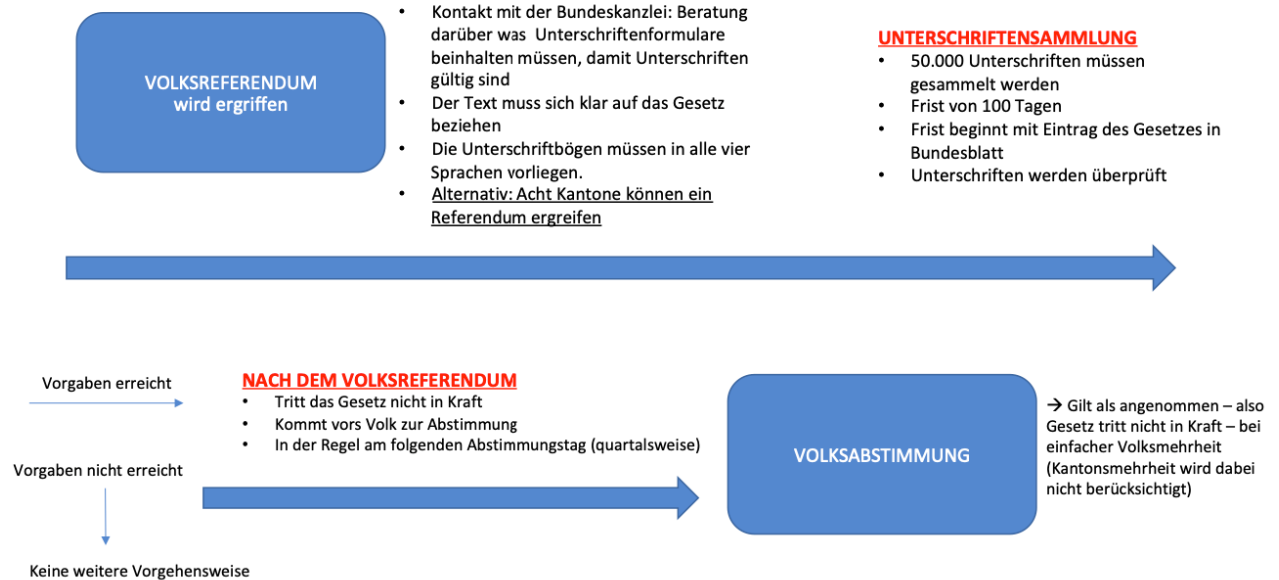 VOLKSREFERENDUM
wird ergriffen
• Kontakt mit der Bundeskanzlei: Beratung
darüber was Unterschriftenformulare
beinhalten müssen, damit Unterschriften
gültig sind
• Der Text muss sich klar auf das Gesetz
beziehen
• Die Unterschriftbögen müssen in alle vier
Sprachen vorliegen.
• Alternativ: Acht Kantone können ein
Referendum ergreifen
UNTERSCHRIFTENSAMMLUNG
• 50.000 Unterschriften müssen
gesammelt werden
• Frist von 100 Tagen
• Frist beginnt mit Eintrag des Gesetzes in
Bundesblatt
• Unterschriften werden überprüft
Vorgaben erreicht
Vorgaben nicht erreicht
Keine weitere Vorgehensweise
NACH DEM VOLKSREFERENDUM
• Tritt das Gesetz nicht in Kraft
• Kommt vors Volk zur Abstimmung
• In der Regel am folgenden Abstimmungstag (quartalsweise)
VOLKSABSTIMMUNG
→ Gilt als angenommen – also
Gesetz tritt nicht in Kraft – bei
einfacher Volksmehrheit
(Kantonsmehrheit wird dabei
nicht berücksichtigt)